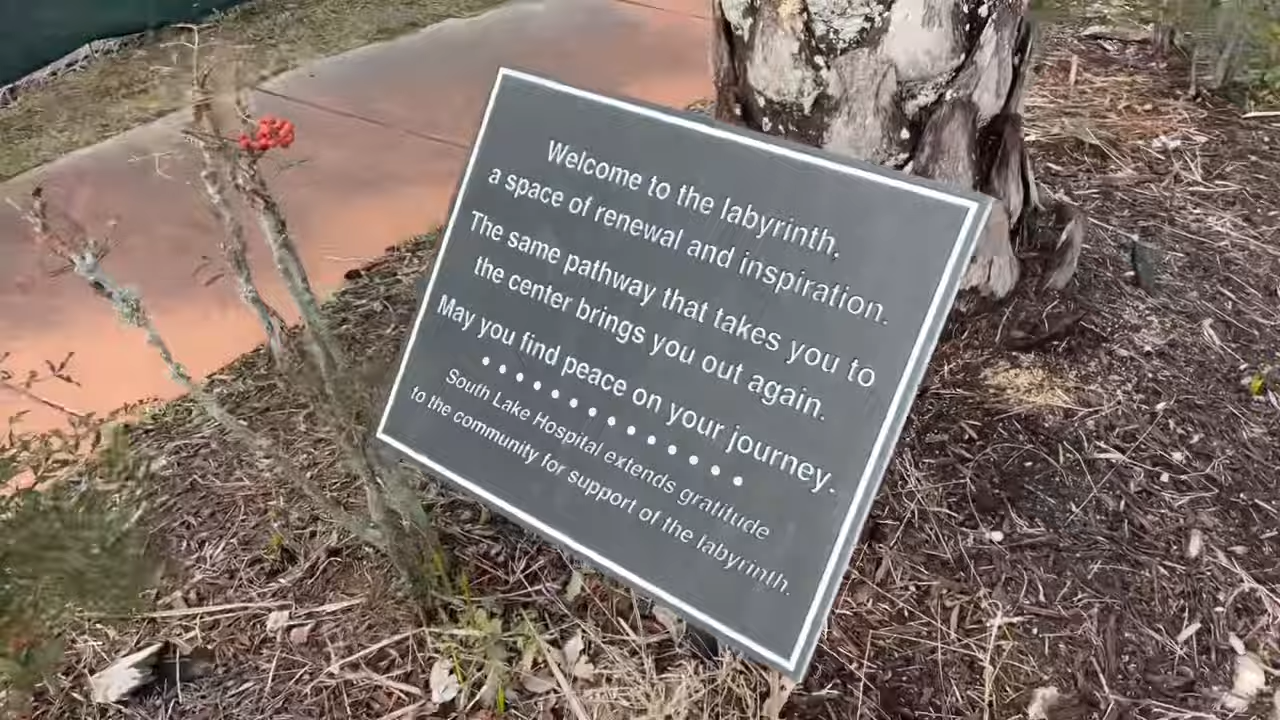 Welcome to the labyrinth,
a space of renewal and inspiration.
The same pathway that takes you to
the center brings you out again.
May you find peace on your journey.
South Lake Hospital extends gratitude
to the community for support of the labyrinth.